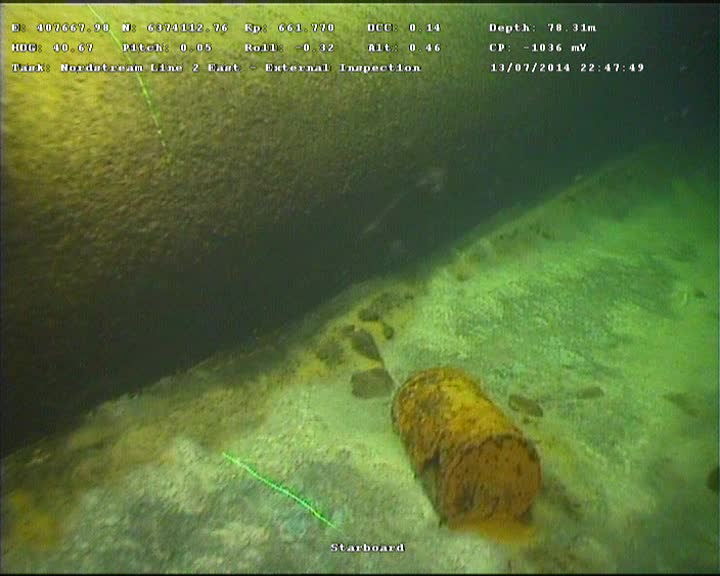 E: 407667.90 N: 6374112.76 Kp: 661.770 DCC: 0.14 Depth: 78.31m
HDG: 40.67 Pitch: 0.05 Roll: -0.32 Alt: 0.46 CP: -1036 mV
Task: Nordstream Line 2 East - External Inspection 13/07/2014 22:47:49
Starboard